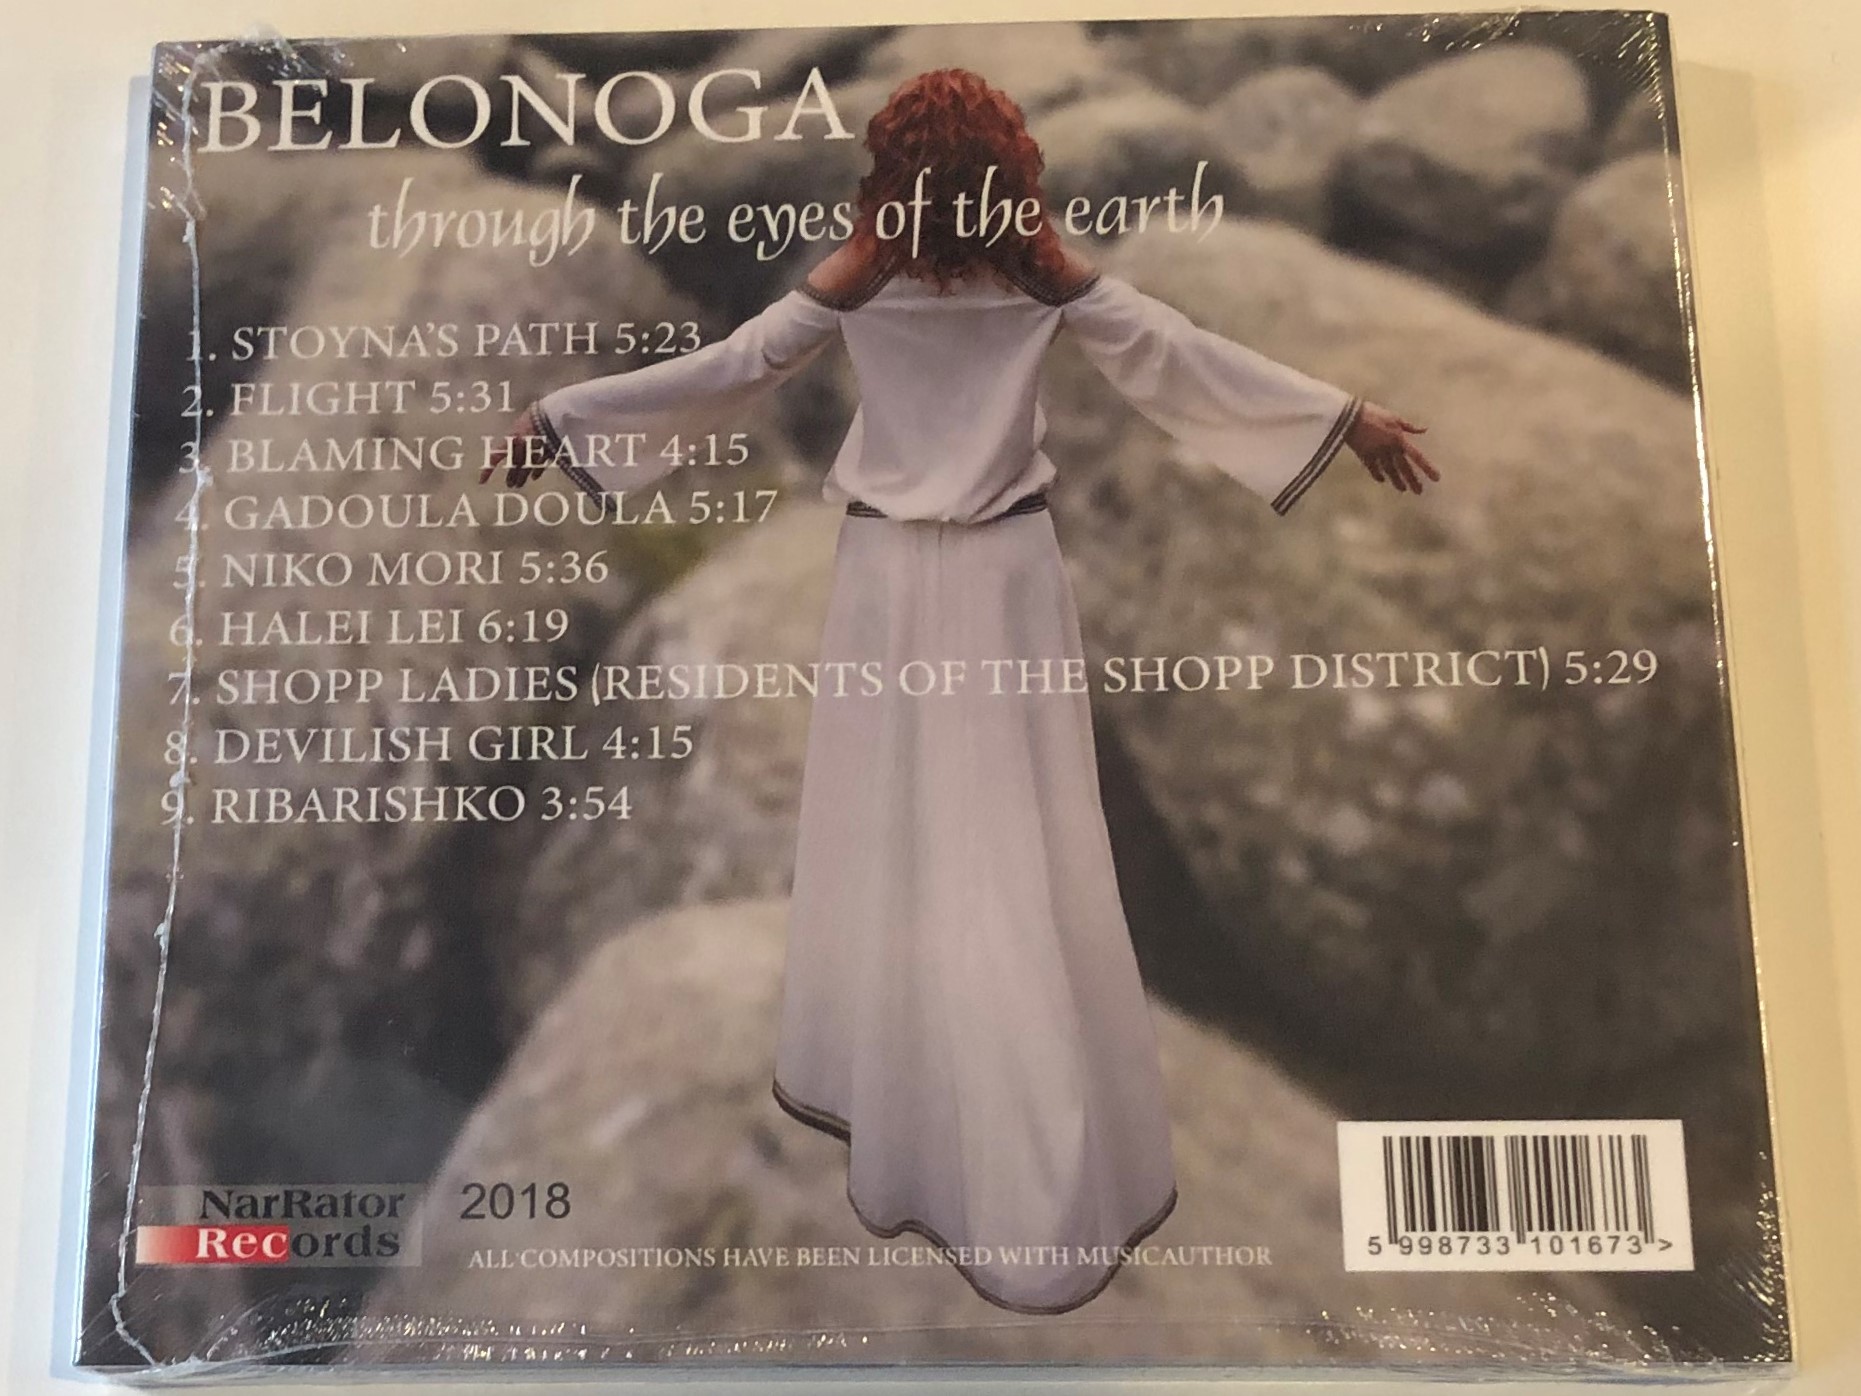 BELONOGA
through the eyes of the earth
1. STOYNA'S PATH 5:23
2. FLIGHT 5:31
3. BLAMING HEART 4:15
4. GADOULA DOULA 5:17
5. NIKO MORI 5:36
6. HALEI LEI 6:19
7. SHOPP LADIES (RESIDENTS OF THE SHOPP DISTRICT) 5:29
8. DEVILISH GIRL 4:15
9. RIBARISHKO 3:54
NarRator
Records
2018
ALL COMPOSITIONS HAVE BEEN LICENSED WITH MUSICAUTHOR
5 998733 101673 >